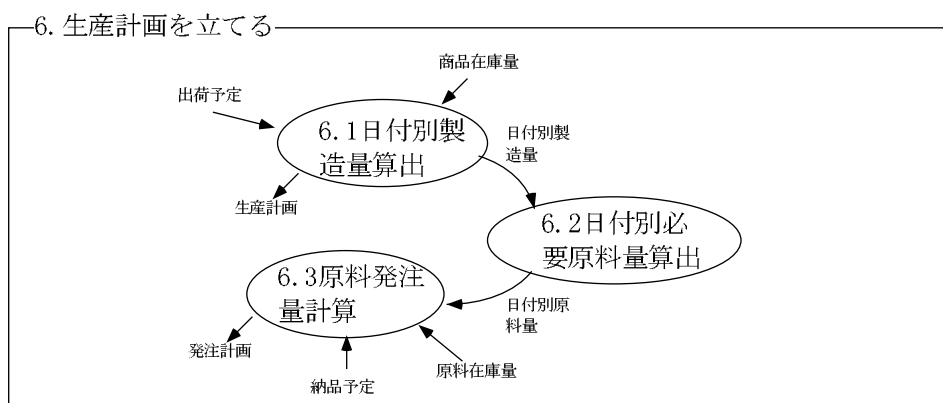 6. 生産計画を立てる
商品在庫量
出荷予定
6.1日付別製
造量算出
日付別製
造量
生産計画
6.2日付別必
要原料量算出
6.3原料発注
量計算
日付別原
料量
発注計画
原料在庫量
納品予定